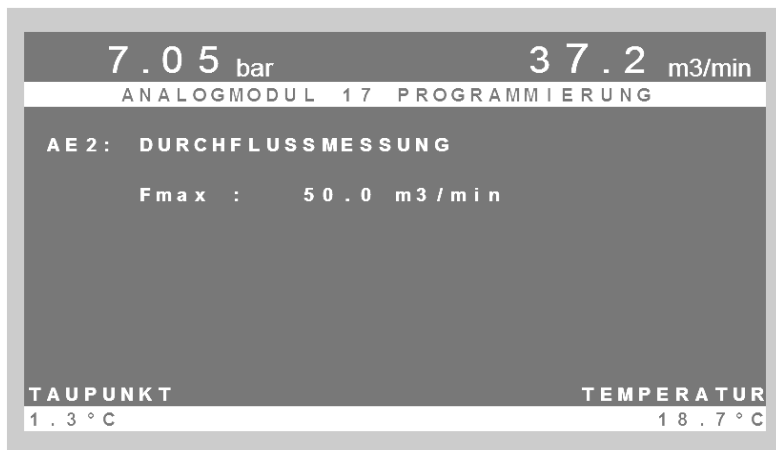 7.05 bar 37.2 m3/min
ANALOGMODUL 17 PROGRAMMIERUNG
AE2: DURCHFLUSSMESSUNG
Fmax : 50.0 m3/min
TAUPUNKT TEMPERATUR
1.3°C 18.7°C